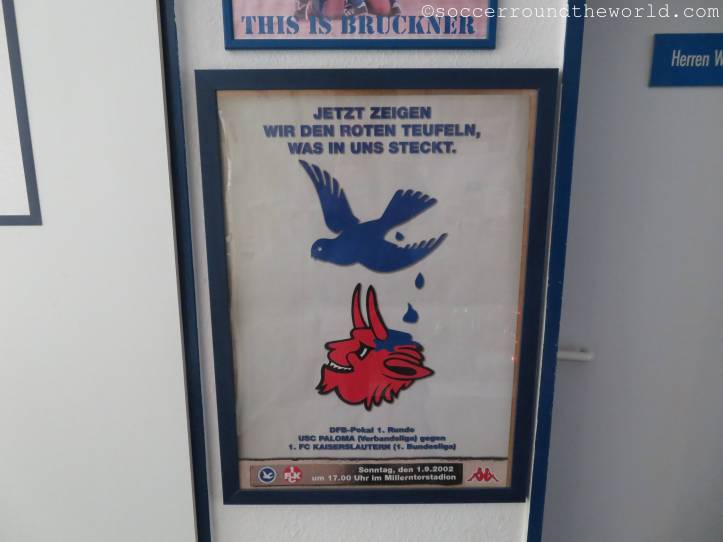 ©soccerroundtheworld.com
THIS IS BRUCKNER
Herren W
JETZT ZEIGEN
WIR DEN ROTEN TEUFELN,
WAS IN UNS STECKT.
DFB-Pokal 1. Runde
USC PALOMA (Verbandsliga) gegen
1. FC KAISERSLAUTERN (1. Bundesliga)
Sonntag, den 1.9.2002
um 17.00 Uhr im Millerntorstadion